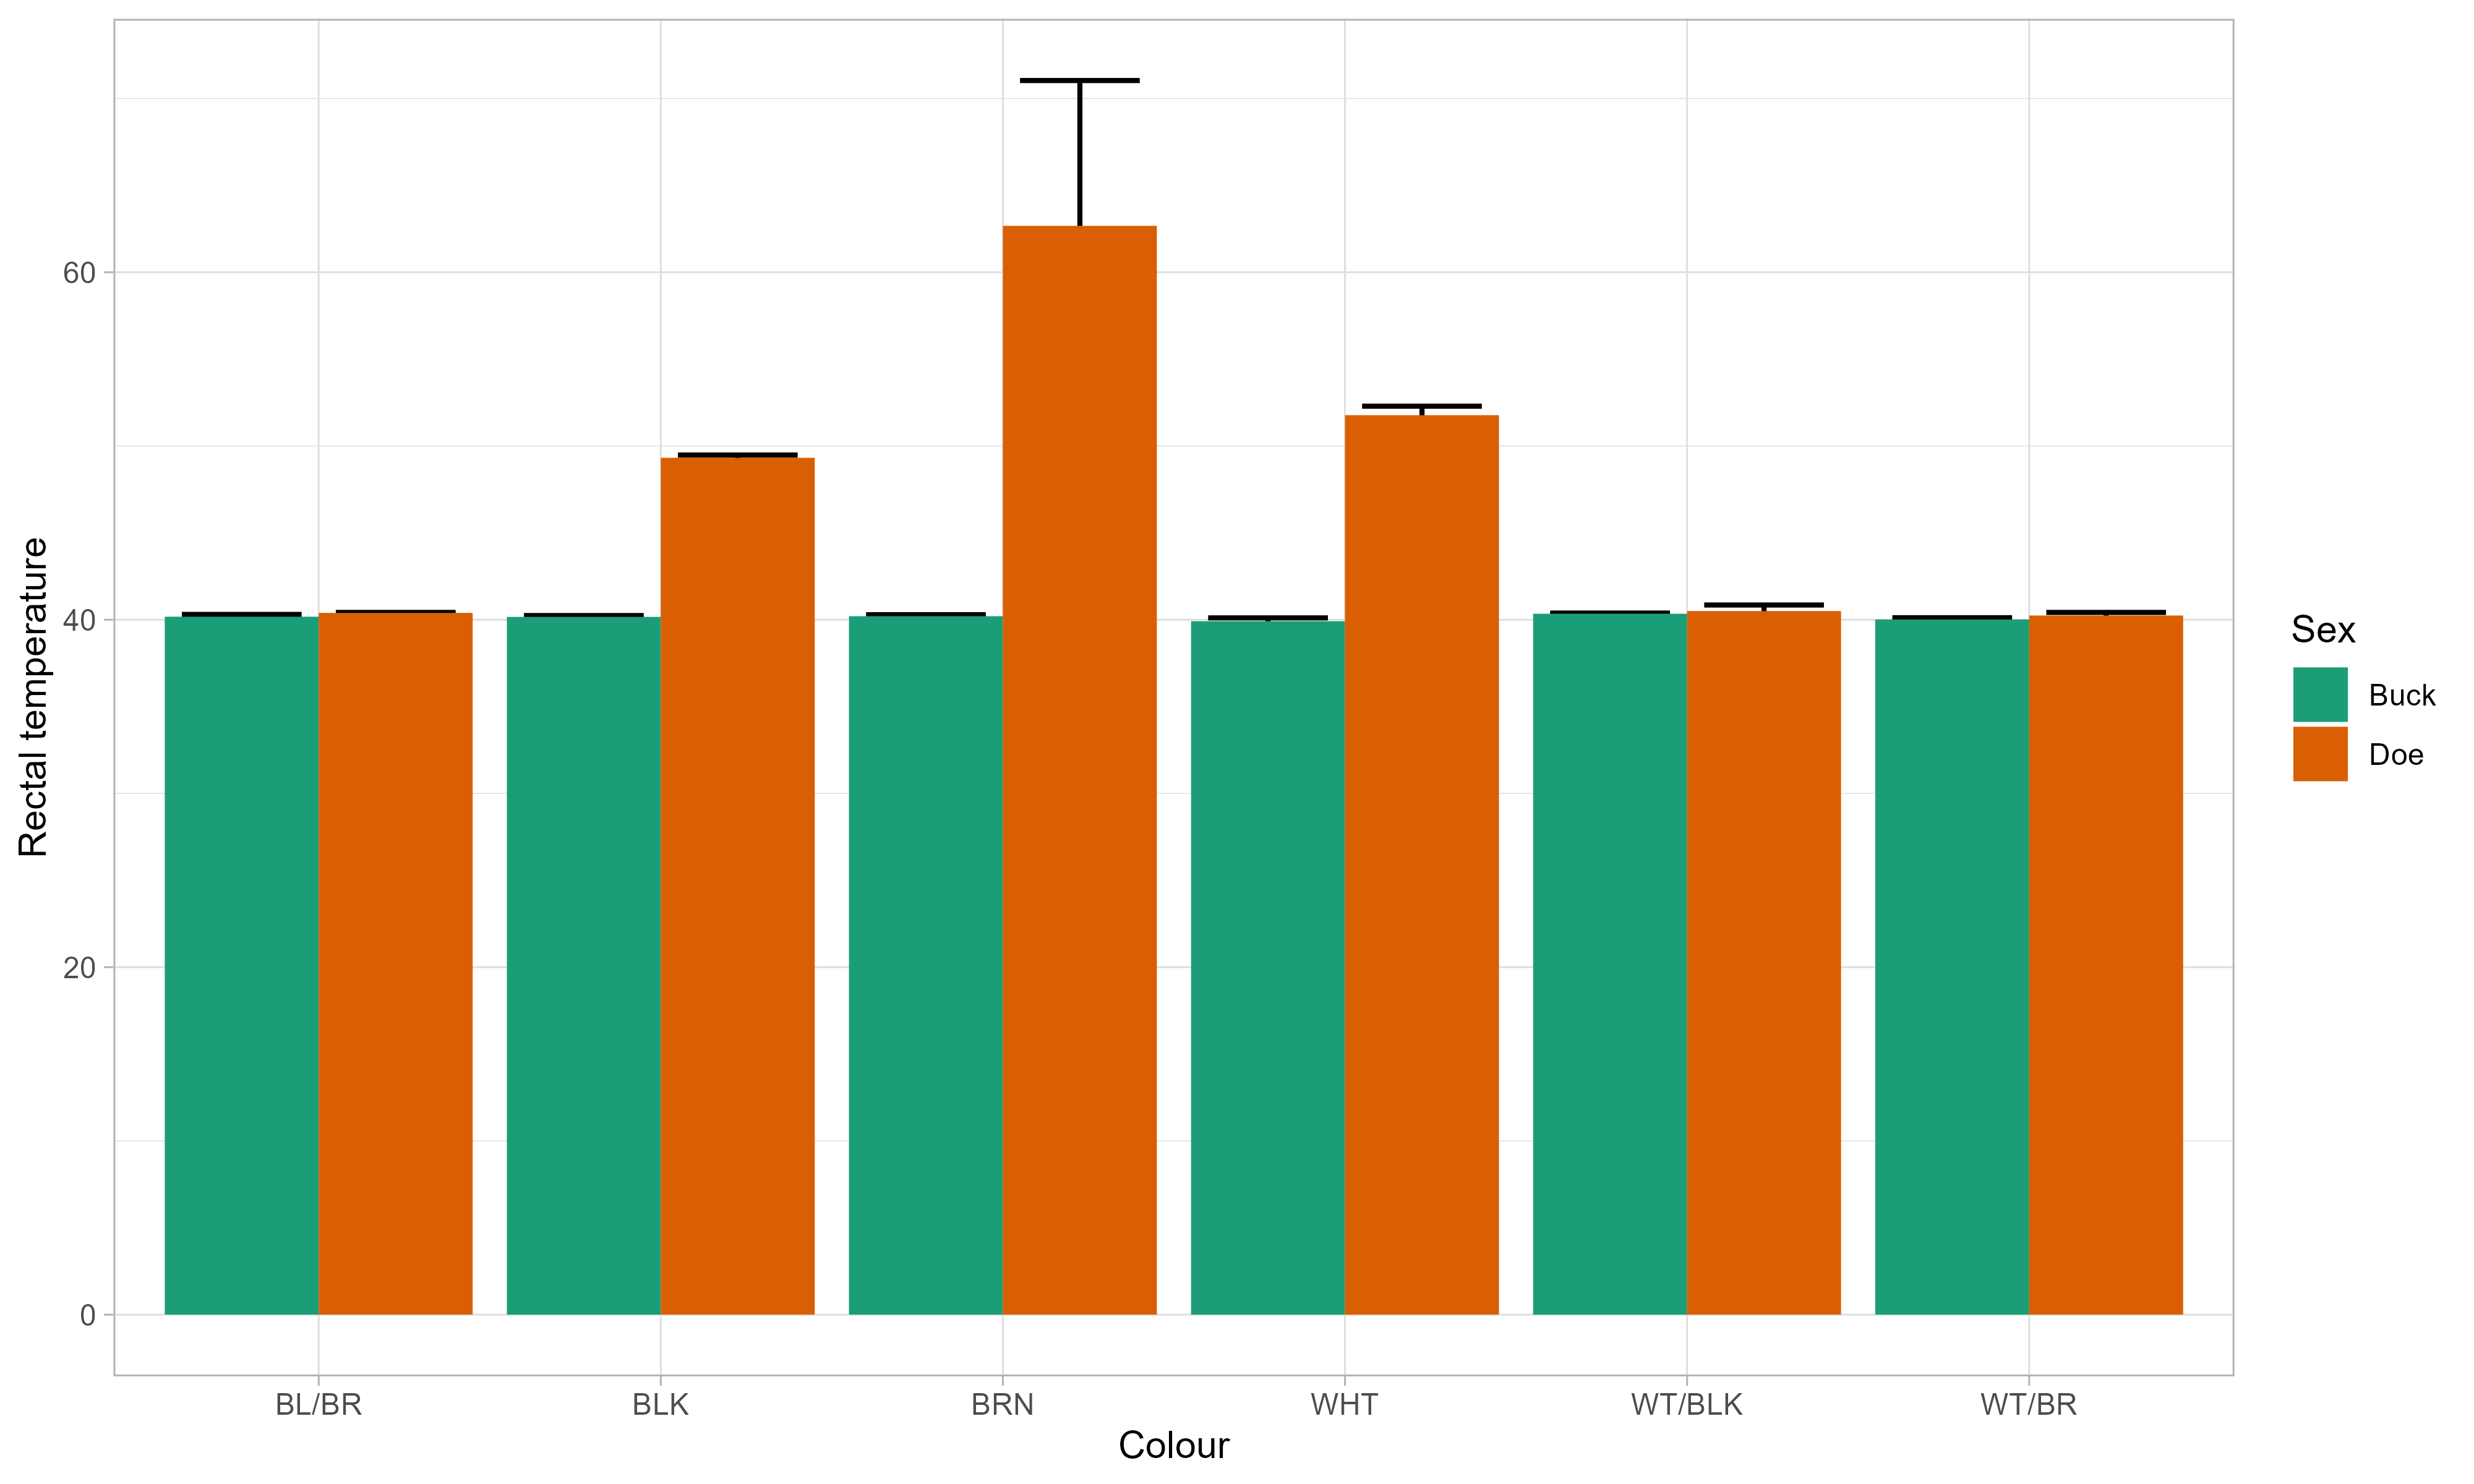 Rectal temperature
60
40
20
0
BL/BR BLK BRN WHT WT/BLK WT/BR
Colour
Sex
Buck
Doe